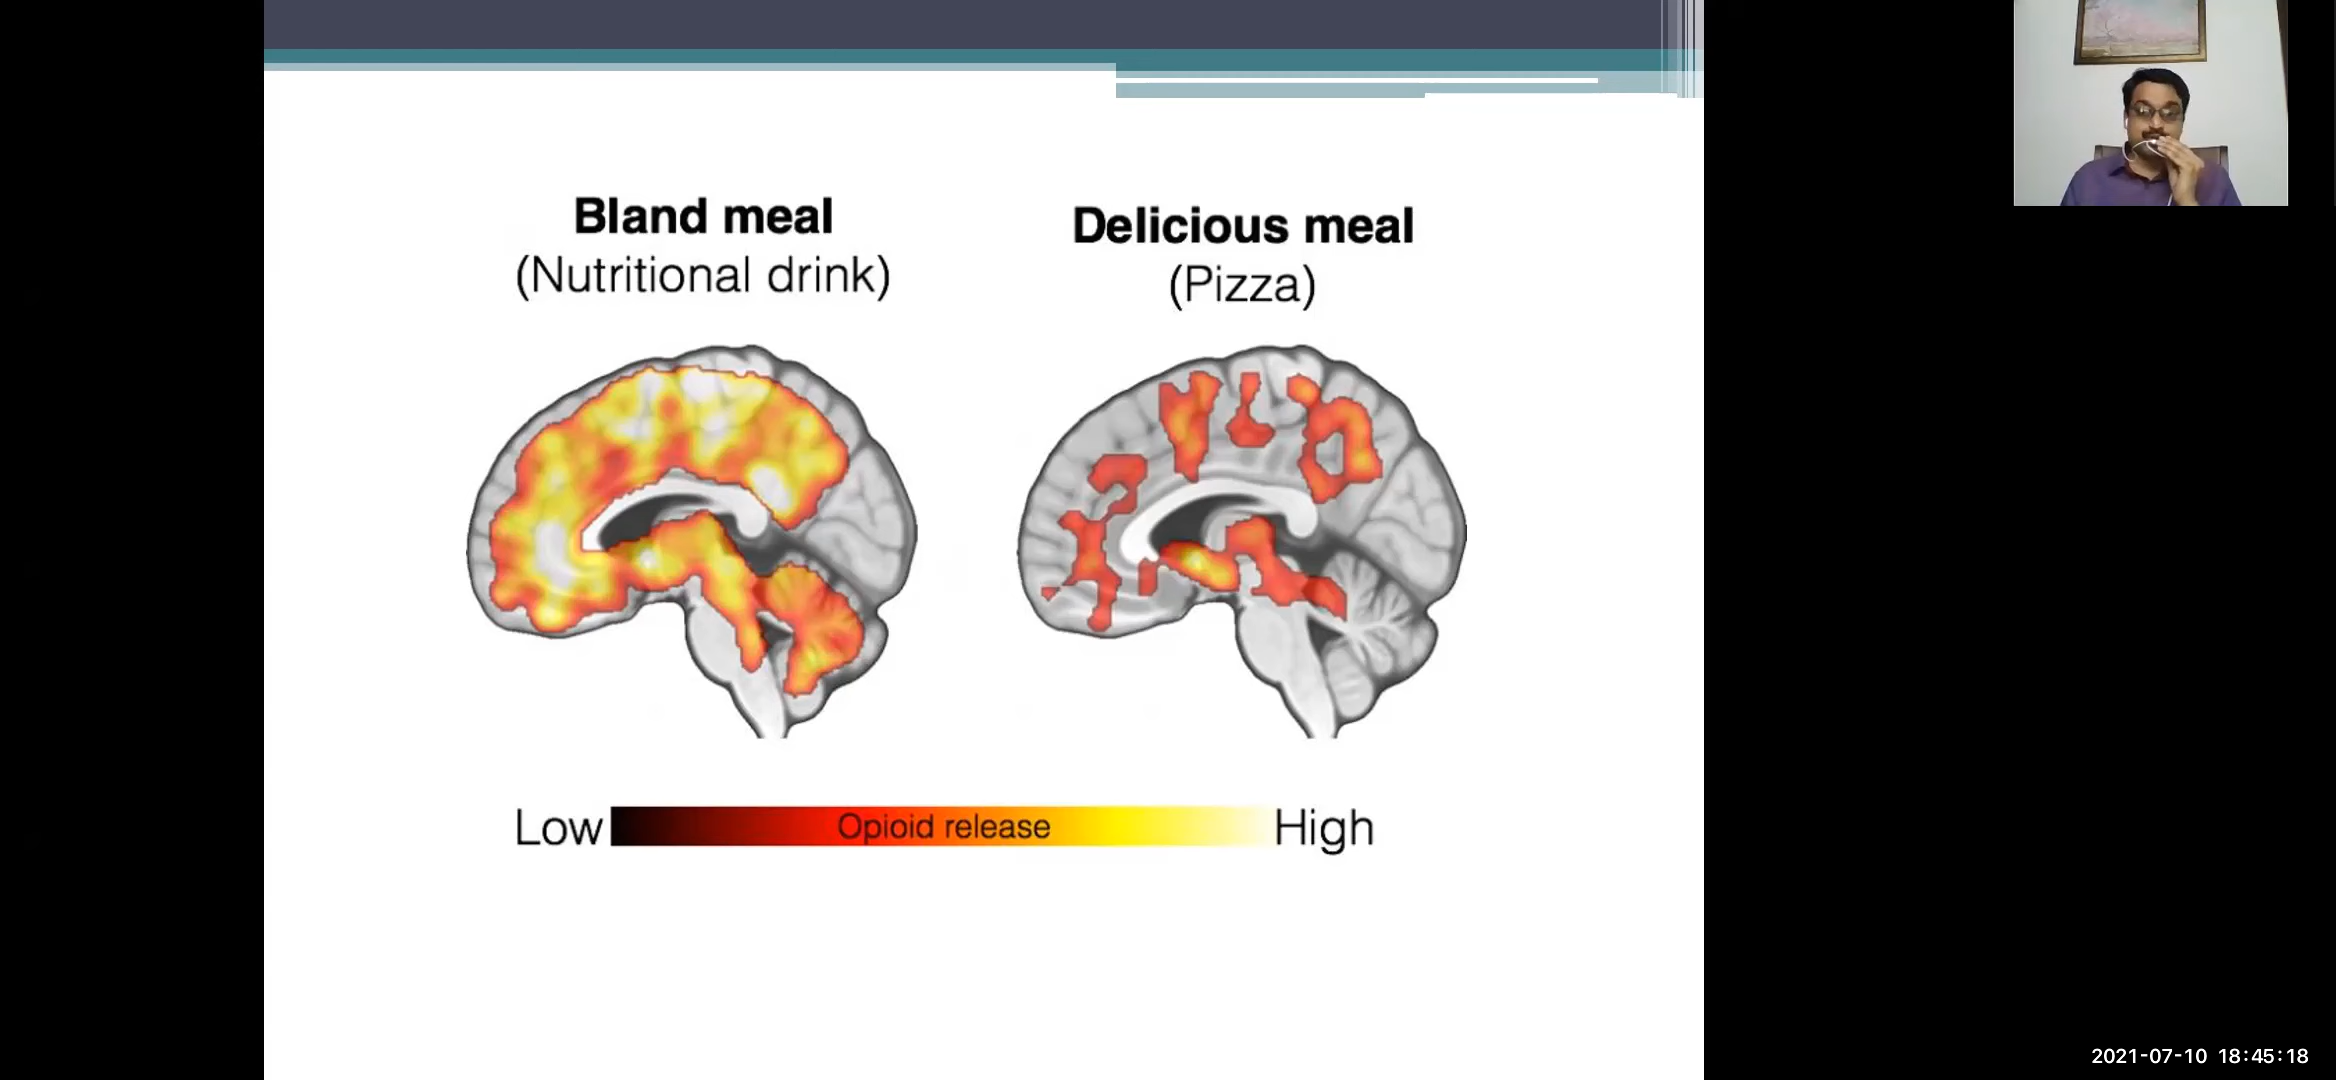 Bland meal
(Nutritional drink)
Delicious meal
(Pizza)
Low
Opioid release
High
2021-07-10 18:45:18